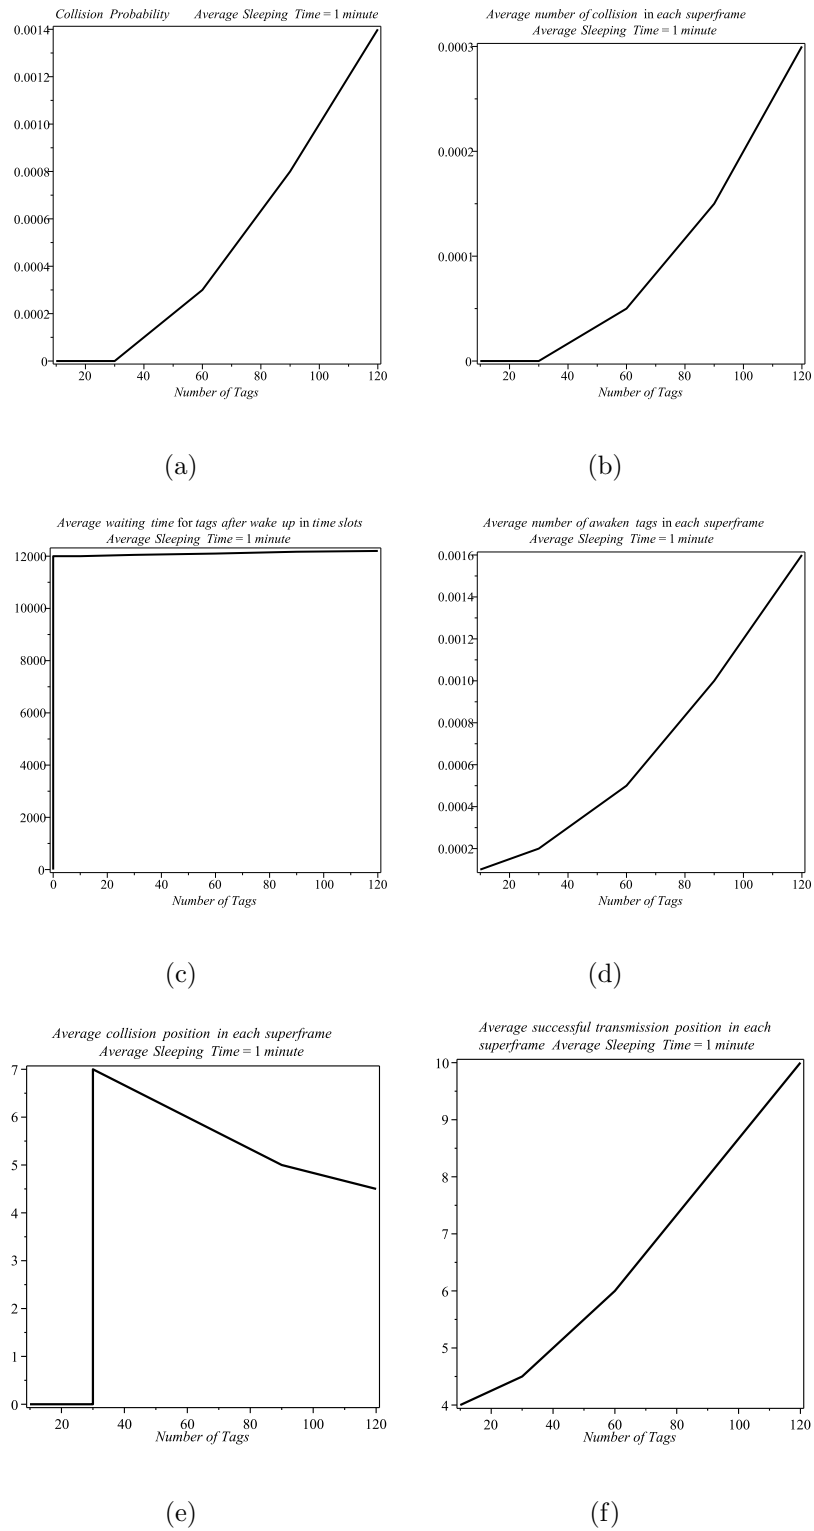 Collision Probability Average Sleeping Time = 1 minute
0.0014
0.0012
0.0010
0.0008
0.0006
0.0004
0.0002
0
20 40 60 80 100 120
Number of Tags
(a)
Average number of collision in each superframe
Average Sleeping Time = 1 minute
0.0003
0.0002
0.0001
0
20 40 60 80 100 120
Number of Tags
(b)
Average waiting time for tags after wake up in time slots
Average Sleeping Time = 1 minute
12000
10000
8000
6000
4000
2000
0
0 20 40 60 80 100 120
Number of Tags
(c)
Average number of awaken tags in each superframe
Average Sleeping Time = 1 minute
0.0016
0.0014
0.0012
0.0010
0.0008
0.0006
0.0004
0.0002
20 40 60 80 100 120
Number of Tags
(d)
Average collision position in each superframe
Average Sleeping Time = 1 minute
7
6
5
4
3
2
1
0
20 40 60 80 100 120
Number of Tags
(e)
Average successful transmission position in each
superframe Average Sleeping Time = 1 minute
10
9
8
7
6
5
4
20 40 60 80 100 120
Number of Tags
(f)